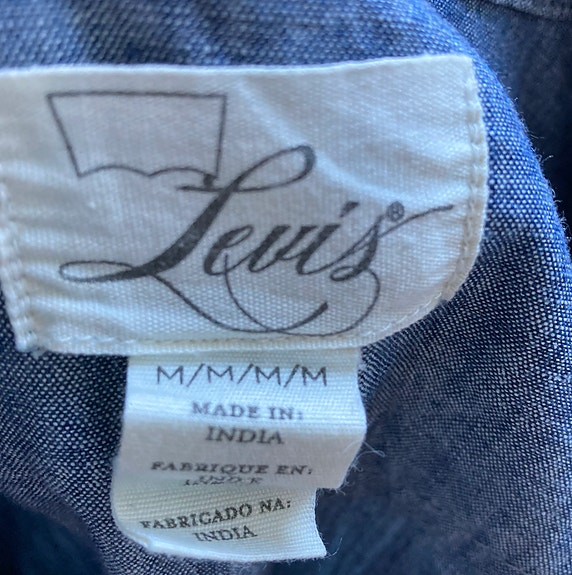 Levi's®
M/M/M/M
MADE IN:
INDIA
FABRIQUE EN:
FABRICADO NA:
INDIA